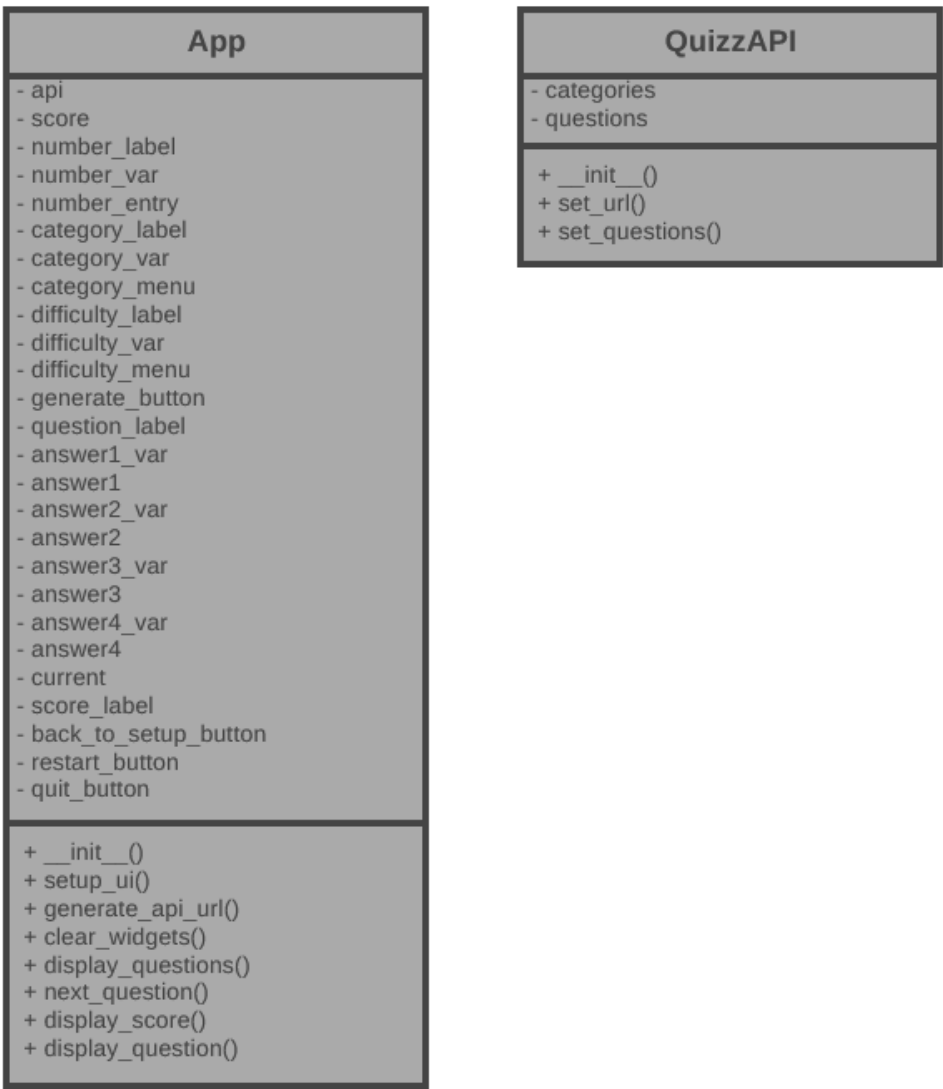 App
- api
- score
- number_label
- number_var
- number_entry
- category_label
- category_var
- category_menu
- difficulty_label
- difficulty_var
- difficulty_menu
- generate_button
- question_label
- answer1_var
- answer1
- answer2_var
- answer2
- answer3_var
- answer3
- answer4_var
- answer4
- current
- score_label
- back_to_setup_button
- restart_button
- quit_button
+ __init__()
+ setup_ui()
+ generate_api_url()
+ clear_widgets()
+ display_questions()
+ next_question()
+ display_score()
+ display_question()
QuizzAPI
- categories
- questions
+ __init__()
+ set_url()
+ set_questions()